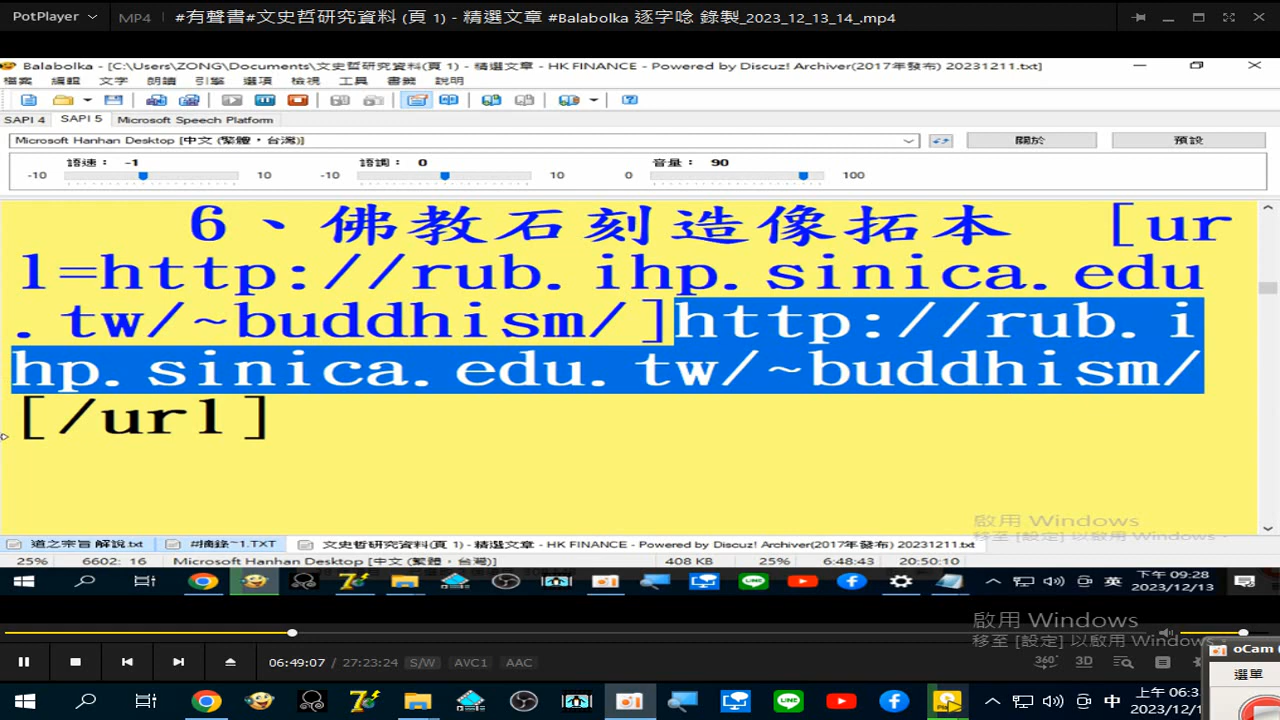 PotPlayer
MP4
#有聲書#文史哲研究資料 (頁 1) - 精選文章 #Balabolka 逐字唸 錄製_2023_12_13_14_.mp4
Balabolka - [C:\Users\ZONG\Documents\文史哲研究資料(頁 1) - 精選文章 - HK FINANCE - Powered by Discuz! Archiver(2017年發布) 20231211.txt]
檔案 編輯 文字 朗讀 引擎 選項 檢視 工具 書籤 說明
SAPI 4 SAPI 5 Microsoft Speech Platform
Microsoft Hanhan Desktop [中文 (繁體，台灣)]
關於
預設
語速： -1 語調： 0 音量： 90
-10 10 -10 10 0 100
6、佛教石刻造像拓本 [ur
l=http://rub.ihp.sinica.edu
.tw/~buddhism/]http://rub.i
hp.sinica.edu.tw/~buddhism/
[/url]
啟用 Windows
移至 [設定] 以啟用 Windows。
道之宗旨 解說.txt #摘錄~1.TXT 文史哲研究資料(頁 1) - 精選文章 - HK FINANCE - Powered by Discuz! Archiver(2017年發布) 20231211.txt
25% 6602: 16 Microsoft Hanhan Desktop [中文 (繁體，台灣)] 408 KB 25% 6:48:43 20:50:10
英
下午 09:28
2023/12/13
啟用 Windows
移至 [設定] 以啟用 Windows。
06:49:07 / 27:23:24 S/W AVC1 AAC
360° 3D
oCam (
選單
中
上午 06:3
2023/12/1